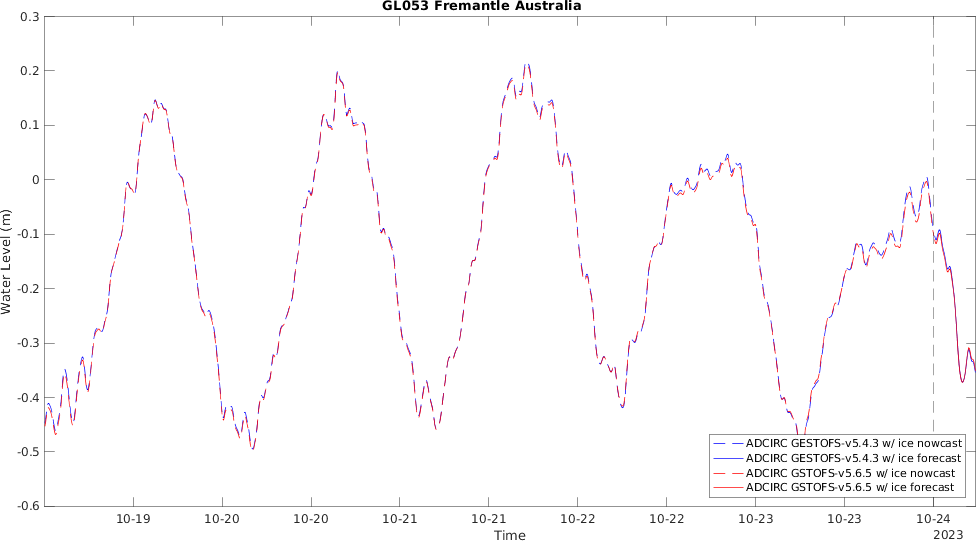 GL053 Fremantle Australia
0.3
0.2
0.1
0
-0.1
-0.2
-0.3
-0.4
-0.5
-0.6
Water Level (m)
ADCIRC GESTOFS-v5.4.3 w/ ice nowcast
ADCIRC GESTOFS-v5.4.3 w/ ice forecast
ADCIRC GSTOFS-v5.6.5 w/ ice nowcast
ADCIRC GSTOFS-v5.6.5 w/ ice forecast
10-19 10-20 10-20 10-21 10-21 10-22 10-22 10-23 10-23 10-24
Time 2023